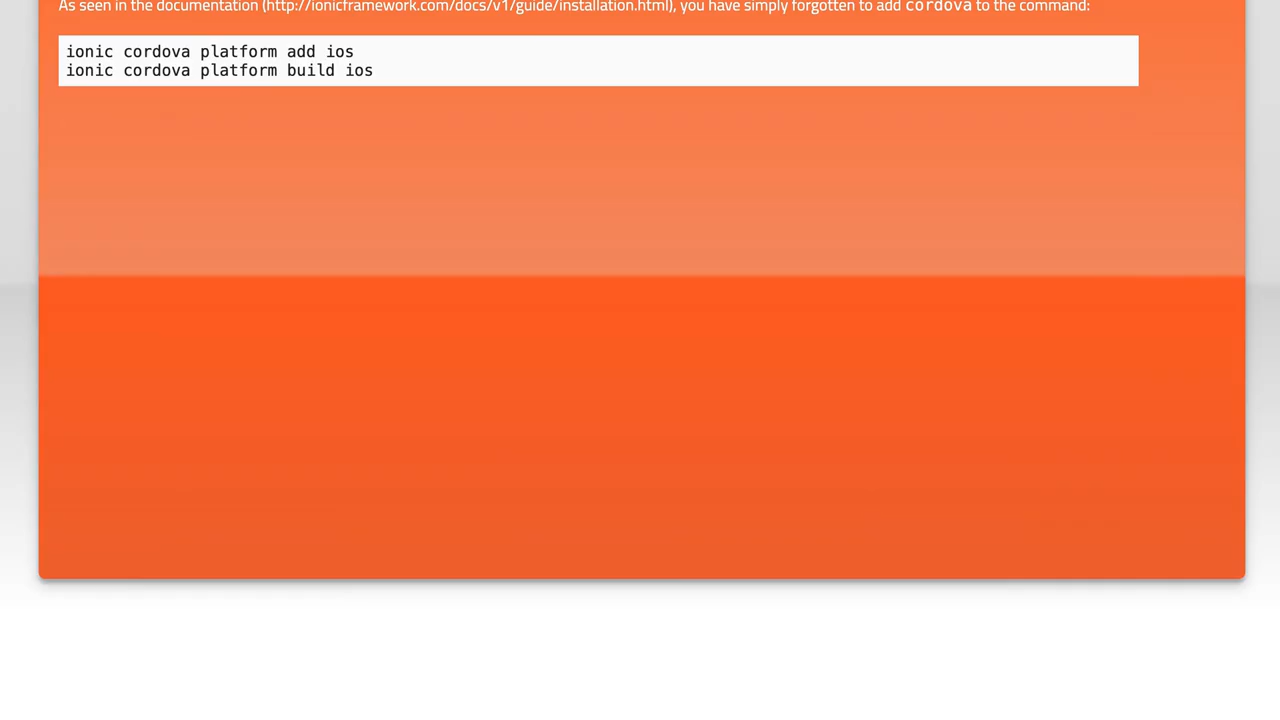 As seen in the documentation (http://ionicframework.com/docs/v1/guide/installation.html), you have simply forgotten to add cordova to the command:
ionic cordova platform add ios
ionic cordova platform build ios